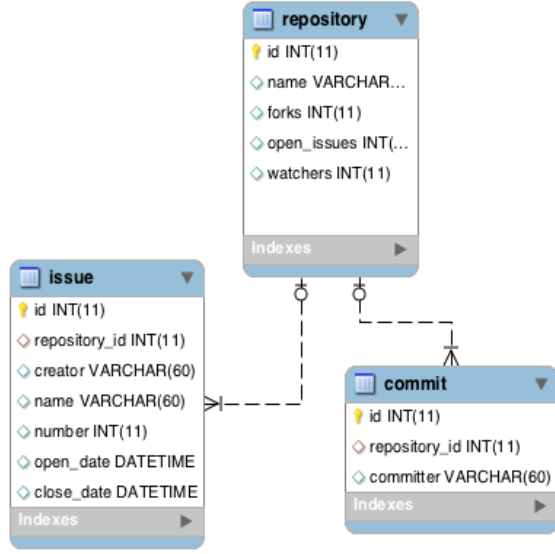 repository
id INT(11)
name VARCHAR...
forks INT(11)
open_issues INT(...
watchers INT(11)
Indexes
issue
id INT(11)
repository_id INT(11)
creator VARCHAR(60)
name VARCHAR(60)
number INT(11)
open_date DATETIME
close_date DATETIME
Indexes
commit
id INT(11)
repository_id INT(11)
committer VARCHAR(60)
Indexes